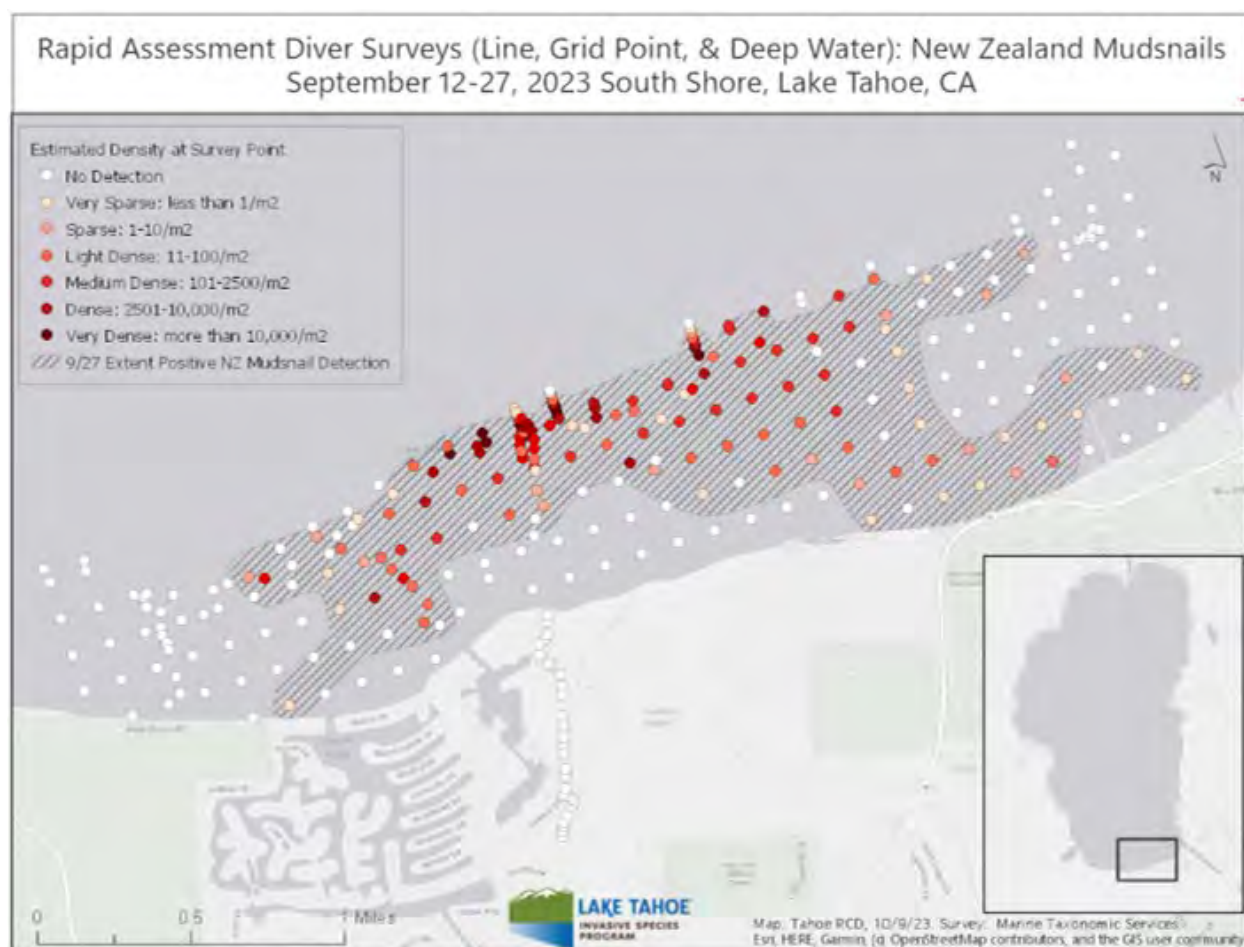 Rapid Assessment Diver Surveys (Line, Grid Point, & Deep Water): New Zealand Mudsnails
September 12-27, 2023 South Shore, Lake Tahoe, CA
Estimated Density at Survey Point
No Detection
Very Sparse: less than 1/m2
Sparse: 1-10/m2
Light Dense: 11-100/m2
Medium Dense: 101-2500/m2
Dense: 2501-10,000/m2
Very Dense: more than 10,000/m2
9/27 Extent Positive NZ Mudsnail Detection
N
0 0.5 1 Miles
LAKE TAHOE
INVASIVE SPECIES
PROGRAM
Map: Tahoe RCD, 10/9/23. Survey: Marine Taxonomic Services
Esri, HERE, Garmin, (c) OpenStreetMap contributors, and the GIS user community